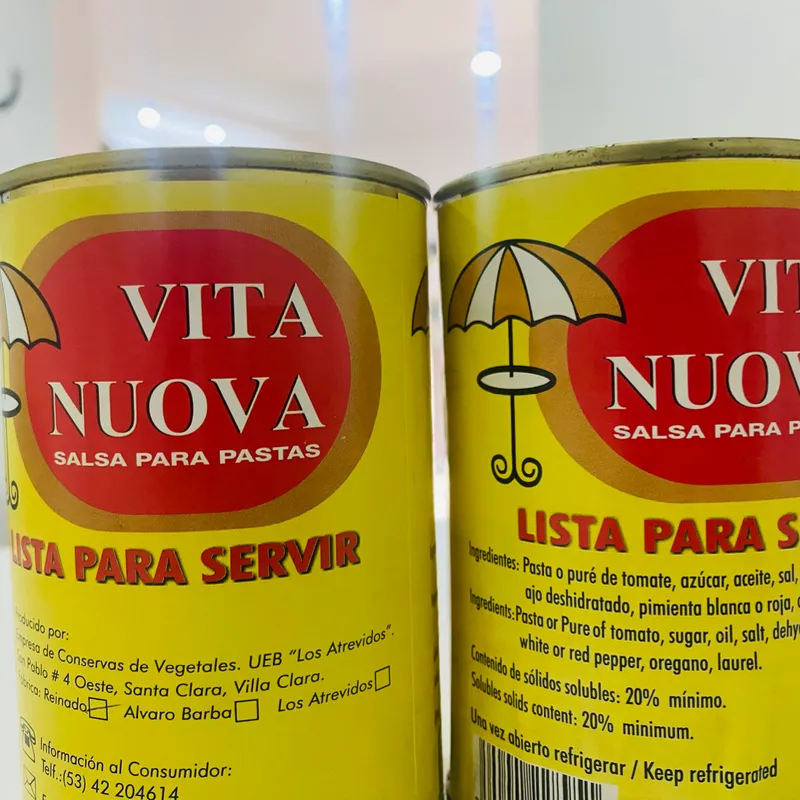 VITA
NUOVA
SALSA PARA PASTAS
LISTA PARA SERVIR
por:
de Conservas de Vegetales. UEB "Los Atrevidos".
Pablo # 4 Oeste, Santa Clara, Villa Clara.
Reinado Alvaro Barba Los Atrevidos
Información al Consumidor:
Telf.:(53) 42 204614
VIT
NUOV
SALSA PARA P
LISTA PARA S
Ingredientes: Pasta o puré de tomate, azúcar, aceite, sal,
ajo deshidratado, pimienta blanca o roja,
Ingredients:Pasta or Pure of tomato, sugar, oil, salt, dehy
white or red pepper, oregano, laurel.
Contenido de sólidos solubles: 20% mínimo.
Solubles solids content: 20% minimum.
Una vez abierto refrigerar / Keep refrigerated